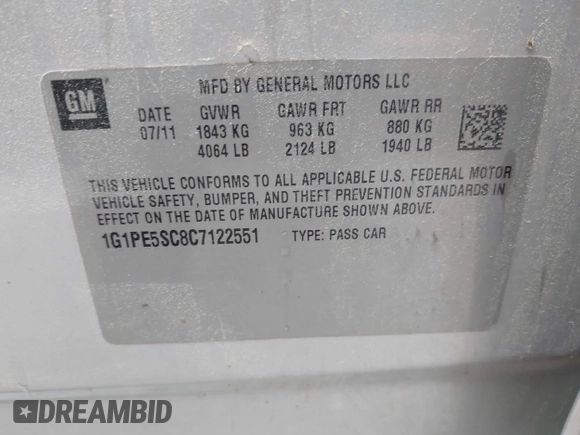 GM
MFD BY GENERAL MOTORS LLC
DATE GVWR GAWR FRT GAWR RR
07/11 1843 KG 963 KG 880 KG
4064 LB 2124 LB 1940 LB
THIS VEHICLE CONFORMS TO ALL APPLICABLE U.S. FEDERAL MOTOR
VEHICLE SAFETY, BUMPER, AND THEFT PREVENTION STANDARDS IN
EFFECT ON THE DATE OF MANUFACTURE SHOWN ABOVE.
1G1PE5SC8C7122551 TYPE: PASS CAR
DREAMBID